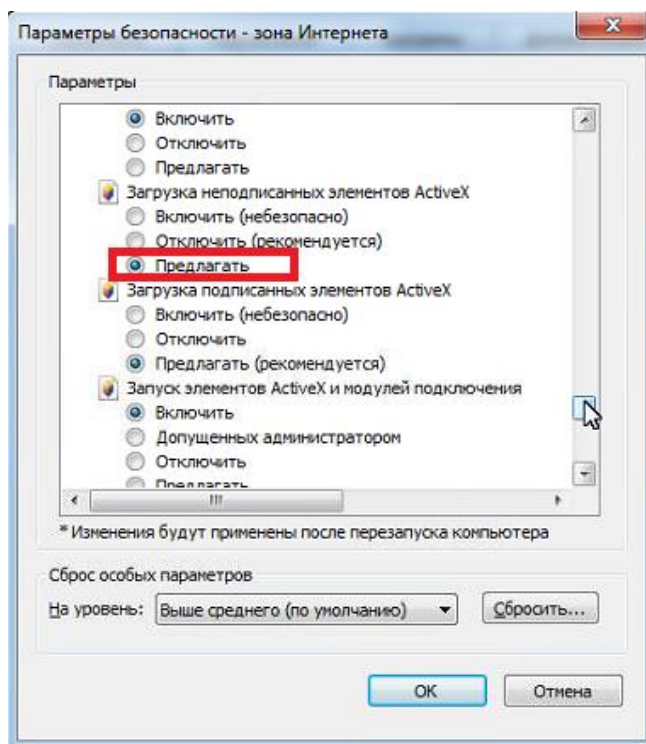 Параметры безопасности - зона Интернета
Параметры
Включить
Отключить
Предлагать
Загрузка неподписанных элементов ActiveX
Включить (небезопасно)
Отключить (рекомендуется)
Предлагать
Загрузка подписанных элементов ActiveX
Включить (небезопасно)
Отключить
Предлагать (рекомендуется)
Запуск элементов ActiveX и модулей подключения
Включить
Допущенных администратором
Отключить
Предлагать
* Изменения будут применены после перезапуска компьютера
Сброс особых параметров
На уровень: Выше среднего (по умолчанию) Сбросить...
OK Отмена